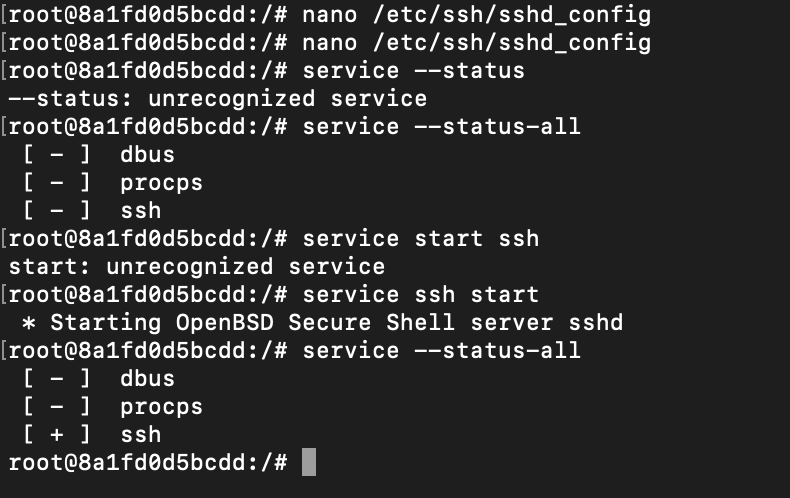 [root@8a1fd0d5bcdd:/# nano /etc/ssh/sshd_config
[root@8a1fd0d5bcdd:/# nano /etc/ssh/sshd_config
[root@8a1fd0d5bcdd:/# service --status
--status: unrecognized service
[root@8a1fd0d5bcdd:/# service --status-all
 [ - ]  dbus
 [ - ]  procps
 [ - ]  ssh
[root@8a1fd0d5bcdd:/# service start ssh
start: unrecognized service
[root@8a1fd0d5bcdd:/# service ssh start
 * Starting OpenBSD Secure Shell server sshd
[root@8a1fd0d5bcdd:/# service --status-all
 [ - ]  dbus
 [ - ]  procps
 [ + ]  ssh
root@8a1fd0d5bcdd:/#